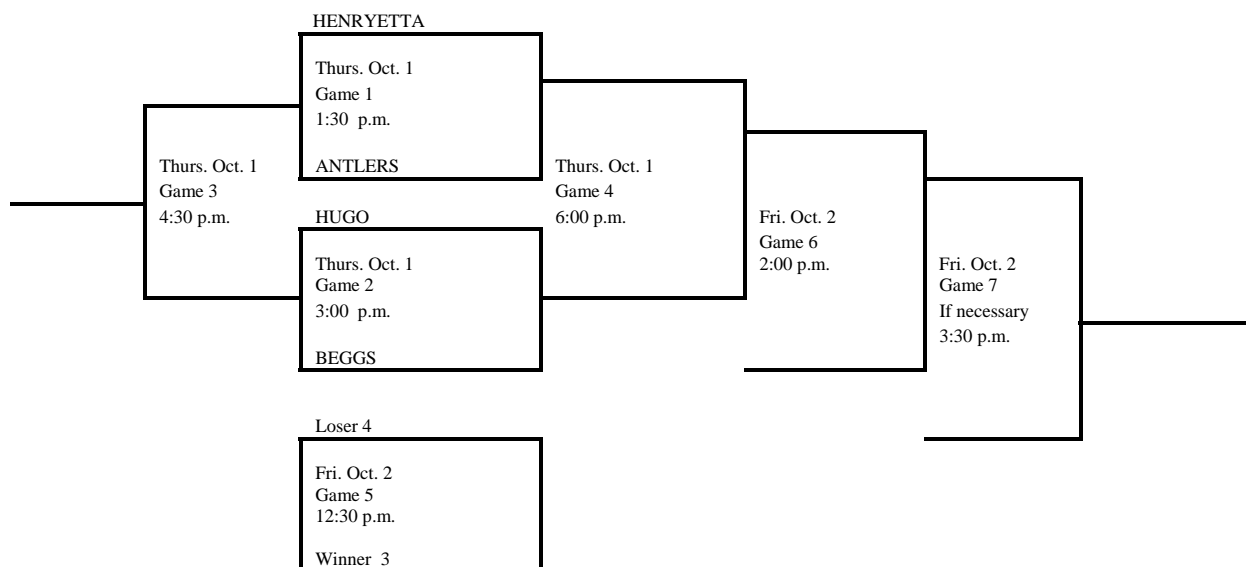 HENRYETTA
Thurs. Oct. 1
Game 1
1:30 p.m.
ANTLERS
Thurs. Oct. 1
Game 3
4:30 p.m.
Thurs. Oct. 1
Game 4
6:00 p.m.
HUGO
Thurs. Oct. 1
Game 2
3:00 p.m.
BEGGS
Fri. Oct. 2
Game 6
2:00 p.m.
Fri. Oct. 2
Game 7
If necessary
3:30 p.m.
Loser 4
Fri. Oct. 2
Game 5
12:30 p.m.
Winner 3